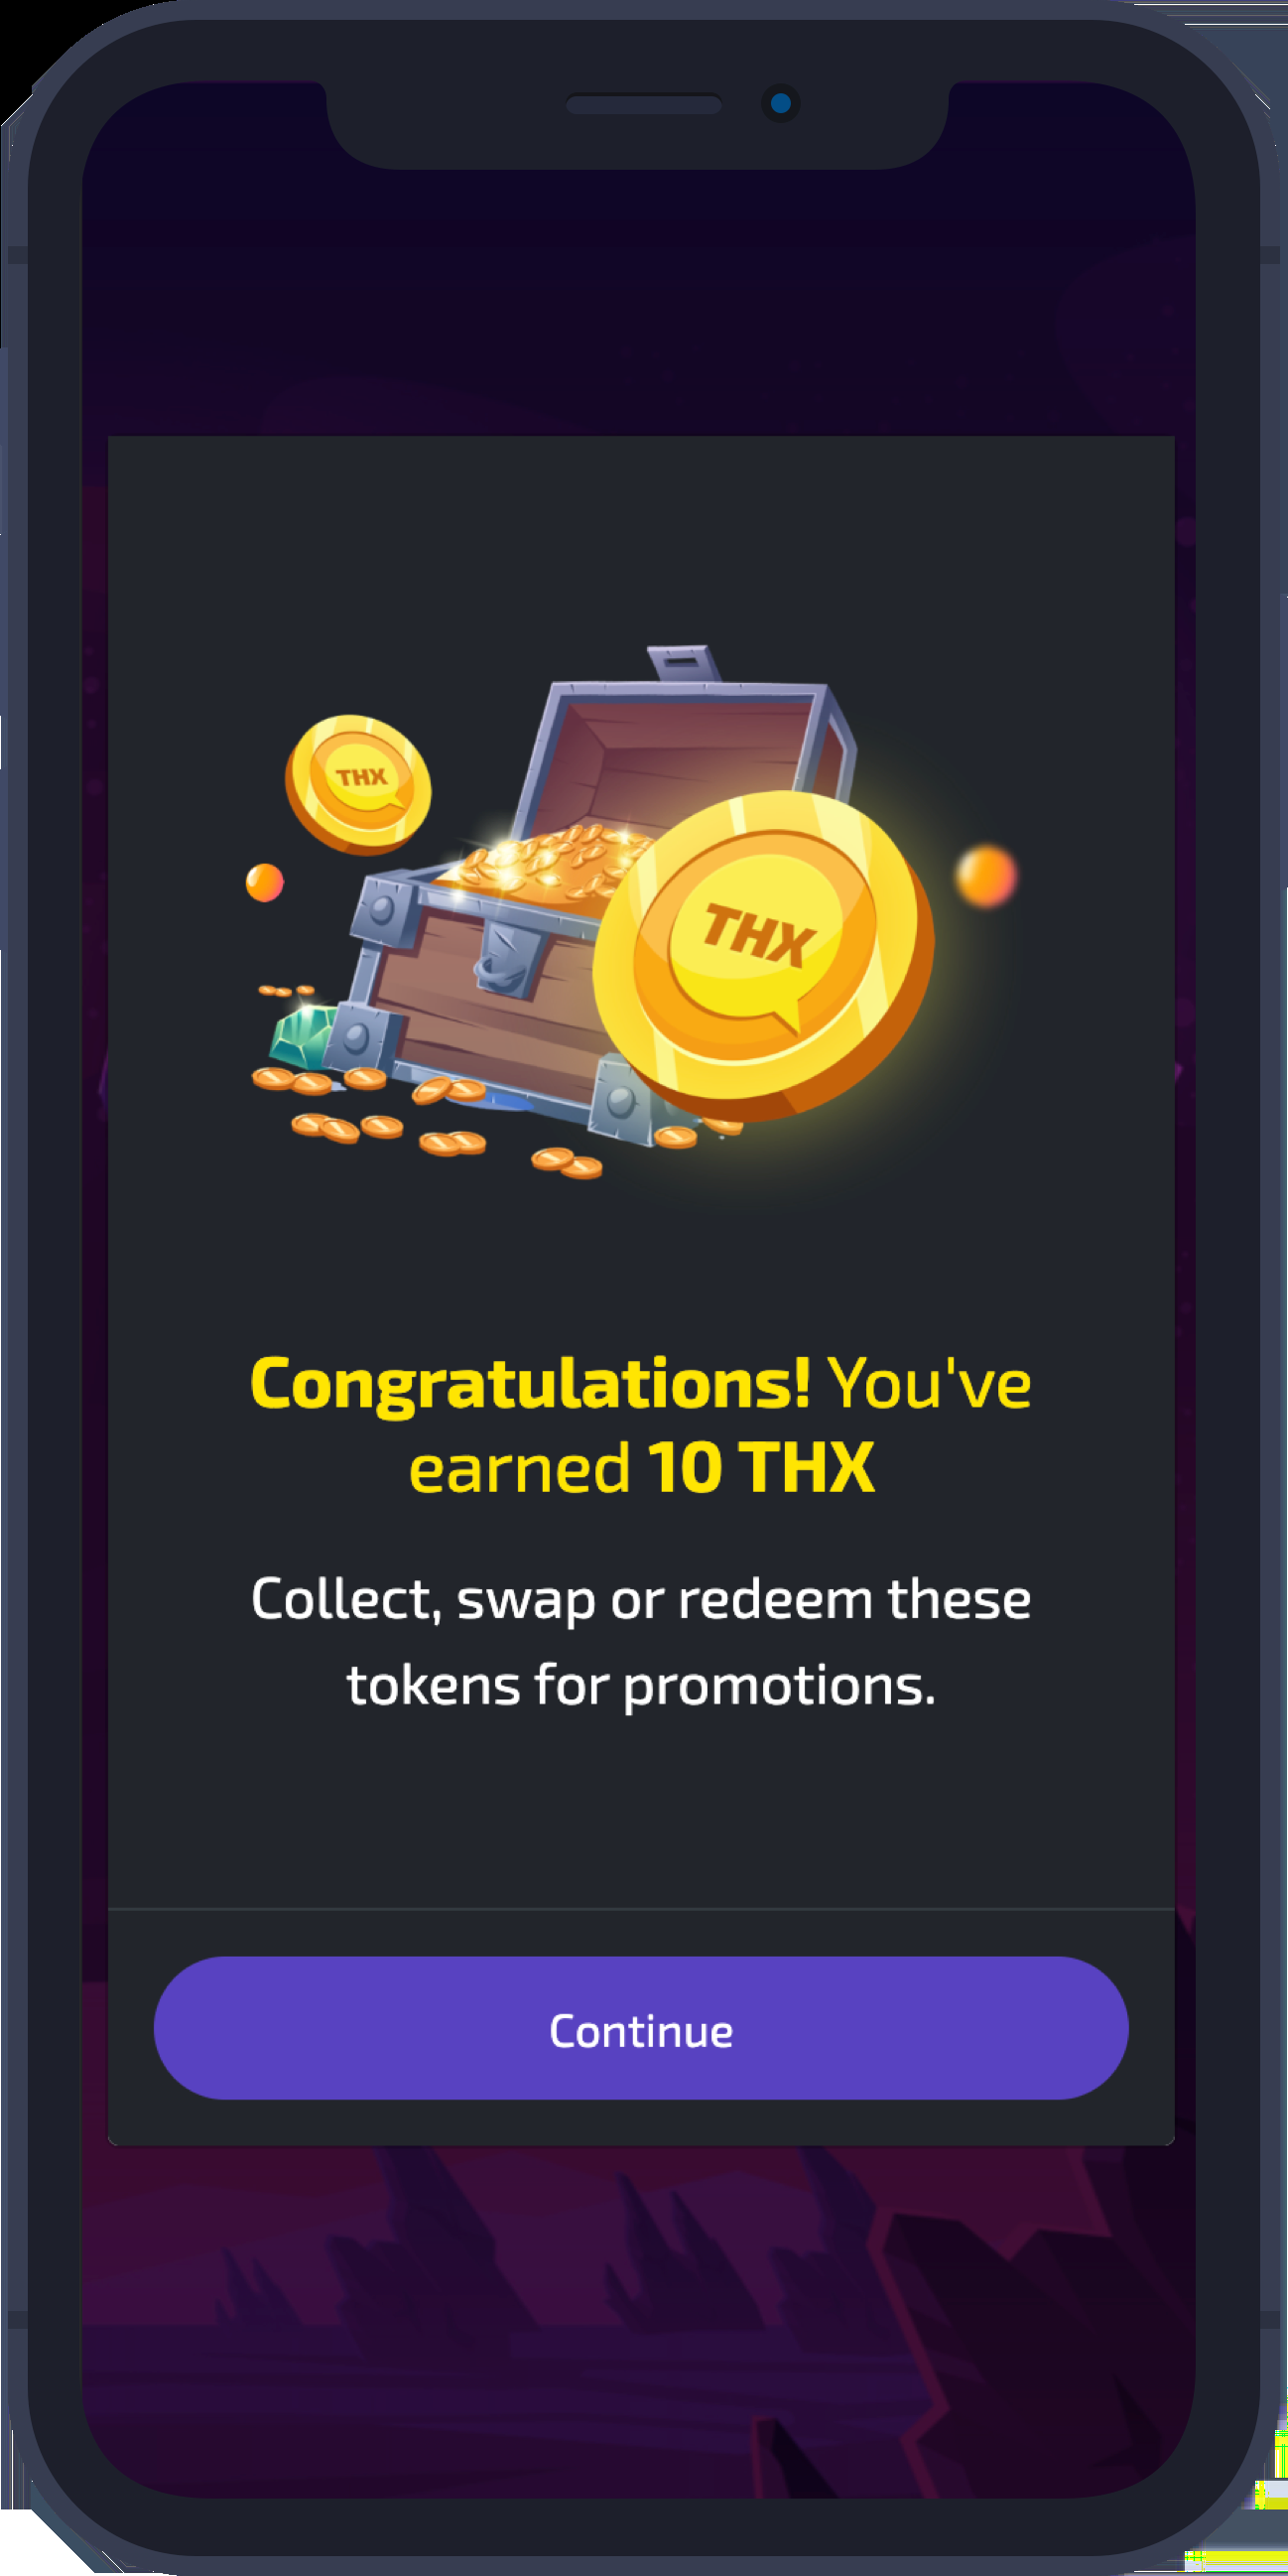 THX
THX
Congratulations! You've
earned 10 THX
Collect, swap or redeem these
tokens for promotions.
Continue